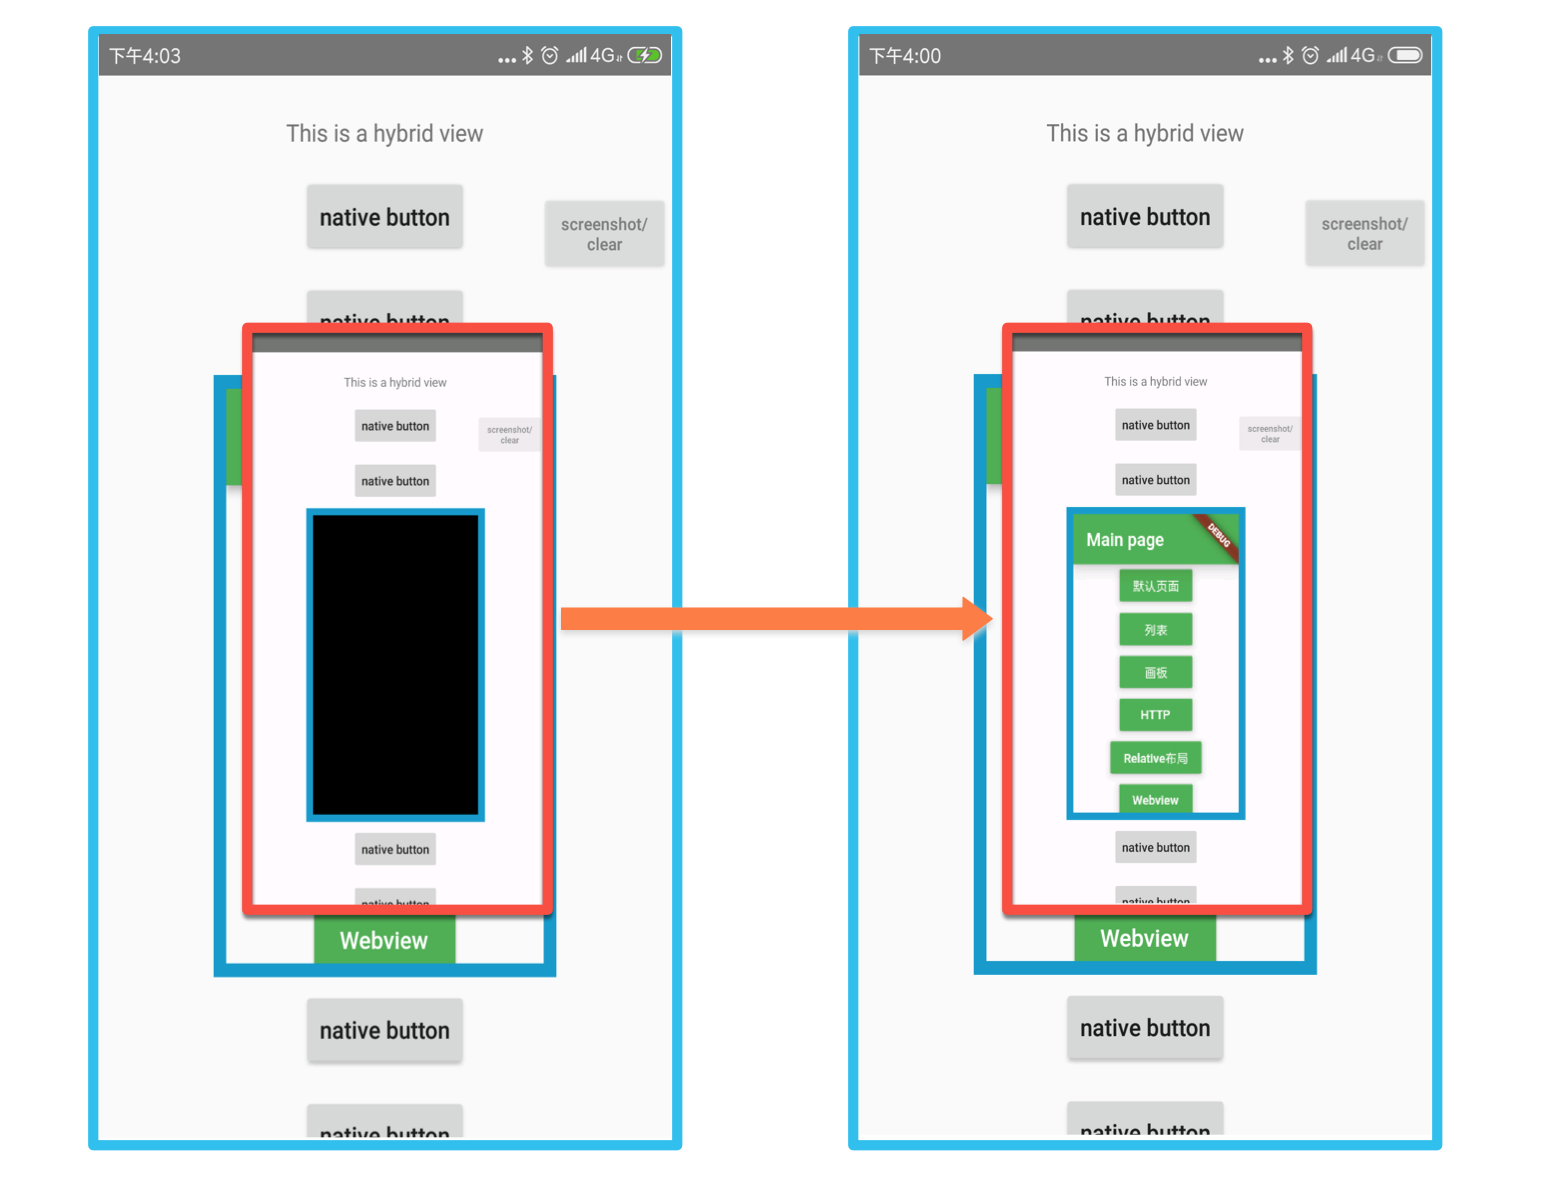 下午4:03
4G
This is a hybrid view
native button
screenshot/
clear
native button
This is a hybrid view
native button
screenshot/
clear
native button
native button
native button
Webview
native button
native button
下午4:00
4G
This is a hybrid view
native button
screenshot/
clear
native button
This is a hybrid view
native button
screenshot/
clear
native button
Main page
DEBUG
默认页面
列表
画板
HTTP
Relative布局
Webview
native button
native button
Webview
native button
native button